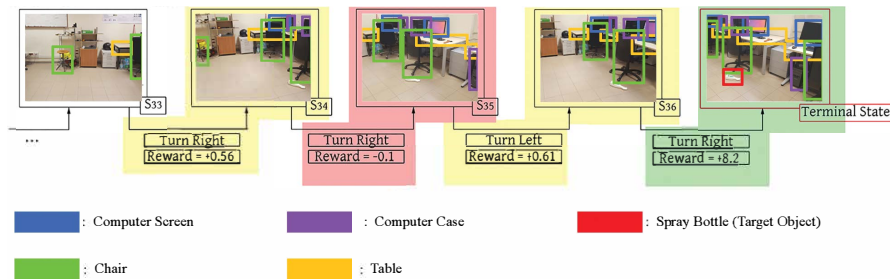 S33
S34
S35
S36
Terminal State
...
Turn Right
Reward = +0.56
Turn Right
Reward = -0.1
Turn Left
Reward = +0.61
Turn Right
Reward = +8.2
: Computer Screen
: Computer Case
: Spray Bottle (Target Object)
: Chair
: Table